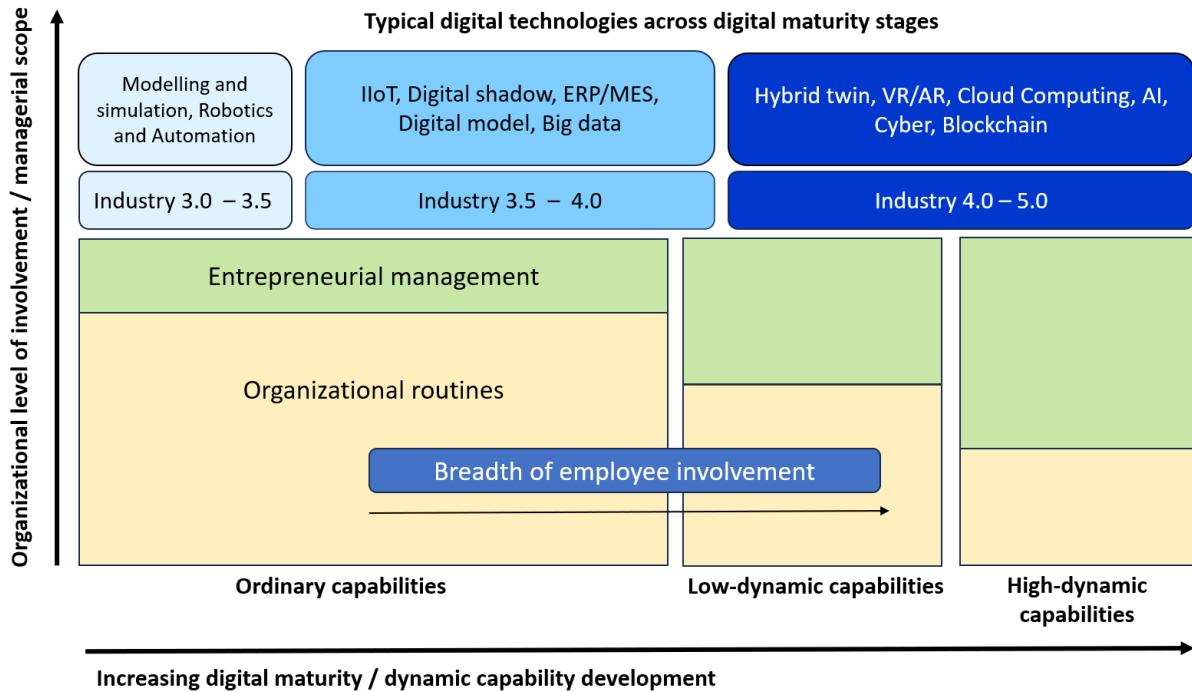 Typical digital technologies across digital maturity stages
Organizational level of involvement / managerial scope
Modelling and
simulation, Robotics
and Automation
IIoT, Digital shadow, ERP/MES,
Digital model, Big data
Hybrid twin, VR/AR, Cloud Computing, AI,
Cyber, Blockchain
Industry 3.0 – 3.5
Industry 3.5 – 4.0
Industry 4.0 – 5.0
Entrepreneurial management
Organizational routines
Breadth of employee involvement
Ordinary capabilities
Low-dynamic capabilities
High-dynamic
capabilities
Increasing digital maturity / dynamic capability development